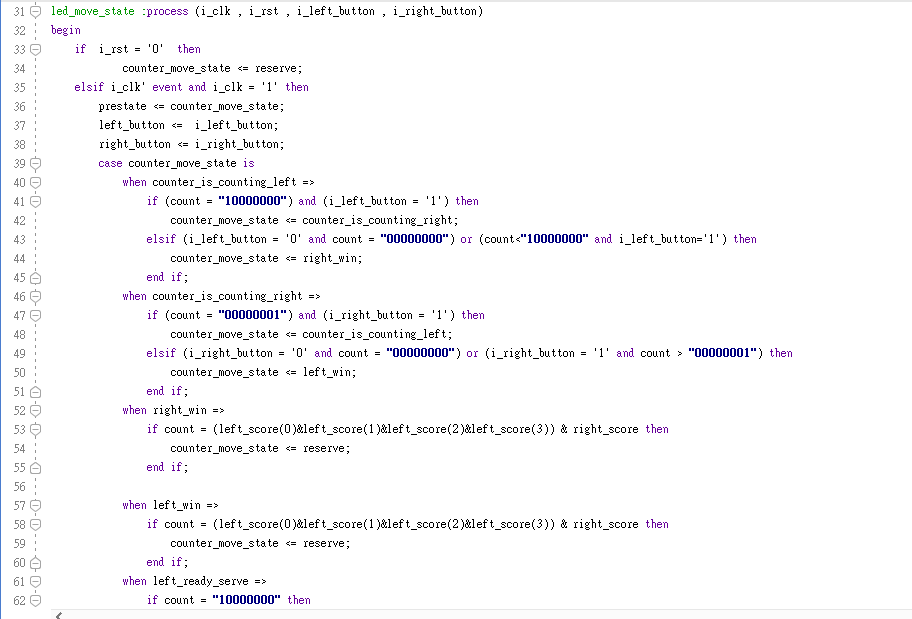 31 led_move_state :process (i_clk , i_rst , i_left_button , i_right_button)
32 begin
33 if i_rst = '0' then
34 counter_move_state <= reserve;
35 elsif i_clk' event and i_clk = '1' then
36 prestate <= counter_move_state;
37 left_button <= i_left_button;
38 right_button <= i_right_button;
39 case counter_move_state is
40 when counter_is_counting_left =>
41 if (count = "10000000") and (i_left_button = '1') then
42 counter_move_state <= counter_is_counting_right;
43 elsif (i_left_button = '0' and count = "00000000") or (count<"10000000" and i_left_button='1') then
44 counter_move_state <= right_win;
45 end if;
46 when counter_is_counting_right =>
47 if (count = "00000001") and (i_right_button = '1') then
48 counter_move_state <= counter_is_counting_left;
49 elsif (i_right_button = '0' and count = "00000000") or (i_right_button = '1' and count > "00000001") then
50 counter_move_state <= left_win;
51 end if;
52 when right_win =>
53 if count = (left_score(0)&left_score(1)&left_score(2)&left_score(3)) & right_score then
54 counter_move_state <= reserve;
55 end if;
56
57 when left_win =>
58 if count = (left_score(0)&left_score(1)&left_score(2)&left_score(3)) & right_score then
59 counter_move_state <= reserve;
60 end if;
61 when left_ready_serve =>
62 if count = "10000000" then